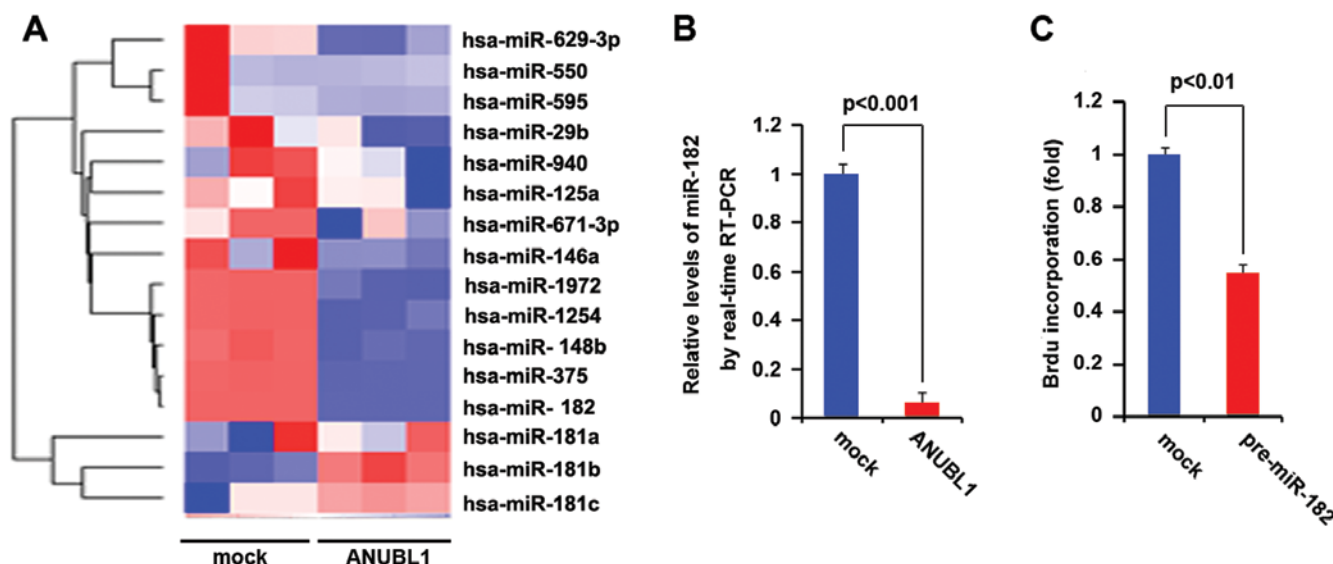 A
hsa-miR-629-3p
hsa-miR-550
hsa-miR-595
hsa-miR-29b
hsa-miR-940
hsa-miR-125a
hsa-miR-671-3p
hsa-miR-146a
hsa-miR-1972
hsa-miR-1254
hsa-miR- 148b
hsa-miR-375
hsa-miR- 182
hsa-miR-181a
hsa-miR-181b
hsa-miR-181c
mock
ANUBL1
B
p<0.001
Relative levels of miR-182
by real-time RT-PCR
1.2
1
0.8
0.6
0.4
0.2
0
mock
ANUBL1
C
p<0.01
Brdu incorporation (fold)
1.2
1
0.8
0.6
0.4
0.2
0
mock
pre-miR-182